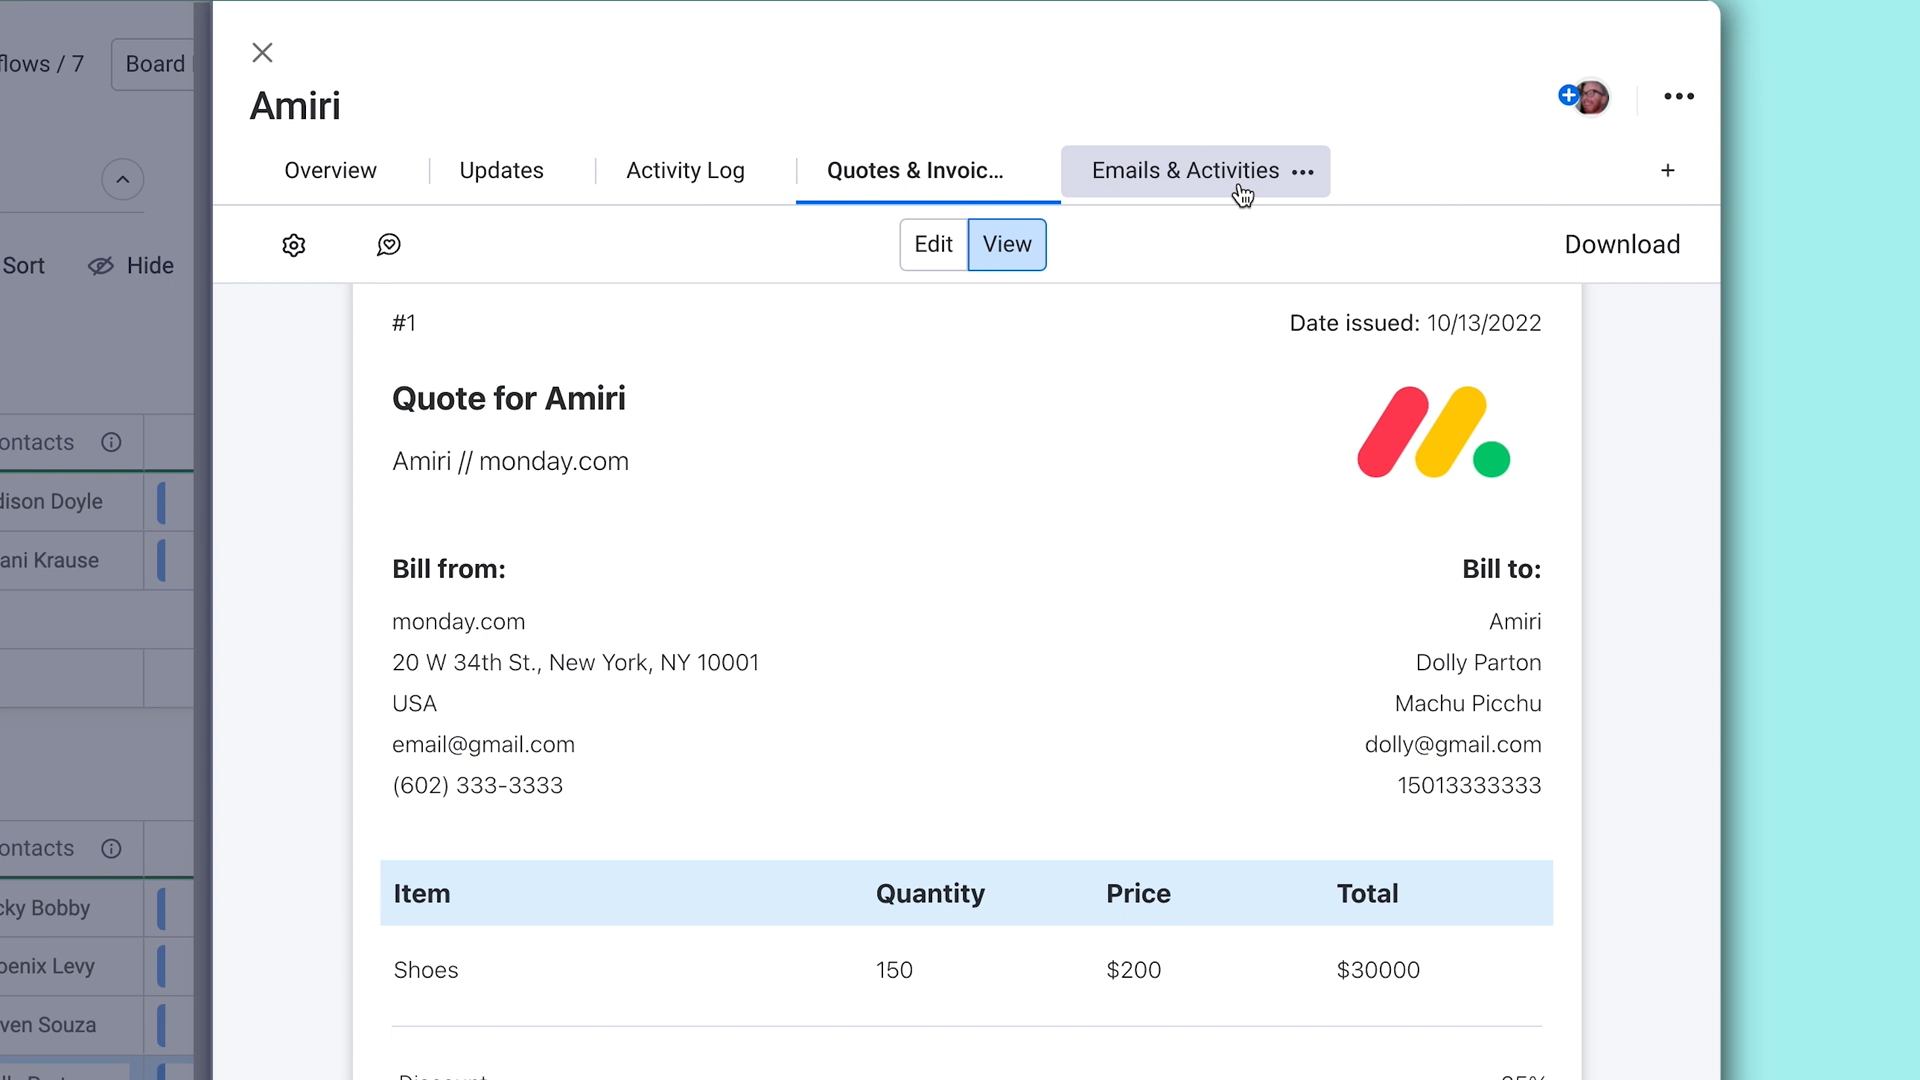 flows / 7
Board
Amiri
Overview
Updates
Activity Log
Quotes & Invoic...
Emails & Activities
Sort
Hide
Edit
View
Download
#1
Date issued: 10/13/2022
Quote for Amiri
Amiri // monday.com
ontacts
dison Doyle
ani Krause
Bill from:
Bill to:
monday.com
Amiri
20 W 34th St., New York, NY 10001
Dolly Parton
USA
Machu Picchu
email@gmail.com
dolly@gmail.com
(602) 333-3333
15013333333
ontacts
cky Bobby
oenix Levy
ven Souza
Item
Quantity
Price
Total
Shoes
150
$200
$30000
Discount